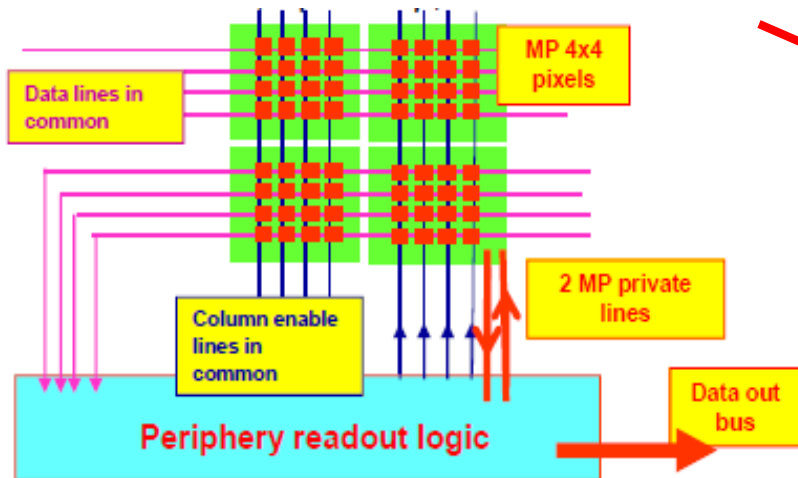 MP 4x4
pixels
Data lines in
common
2 MP private
lines
Column enable
lines in
common
Data out
bus
Periphery readout logic